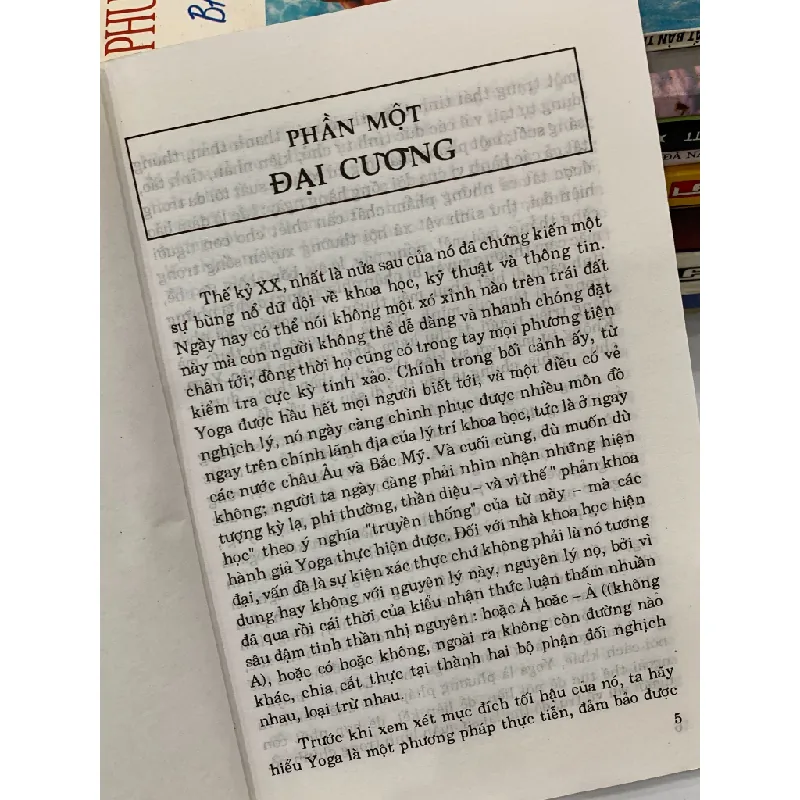 PHU
BA
PHẦN MỘT
ĐẠI CƯƠNG
Thế kỷ XX, nhất là nửa sau của nó đã chứng kiến một
sự bùng nổ dữ dội về khoa học, kỹ thuật và thông tin.
Ngày nay có thể nói không một xó xỉnh nào trên trái đất
này mà con người không thể dễ dàng và nhanh chóng đặt
chân tới; đồng thời họ cũng có trong tay mọi phương tiện
kiểm tra cực kỳ tinh xảo. Chính trong bối cảnh ấy, từ
Yoga được hầu hết mọi người biết tới, và một điều có vẻ
nghịch lý, nó ngày càng chinh phục được nhiều môn đồ
ngay trên chính lãnh địa của lý trí khoa học, tức là ở ngay
các nước châu Âu và Bắc Mỹ. Và cuối cùng, dù muốn dù
không; người ta ngày càng phải nhìn nhận những hiện
tượng kỳ lạ, phi thường, thần diệu – và vì thế " phản khoa
học" theo ý nghĩa "truyền thống" của từ này – mà các
hành giả Yoga thực hiện được. Đối với nhà khoa học hiện
đại, vấn đề là sự kiện xác thực chứ không phải là nó tương
dung hay không với nguyên lý này, nguyên lý nọ, bởi vì
đã qua rồi cái thời của kiểu nhận thức luận thấm nhuần
sâu đậm tinh thần nhị nguyên : hoặc A hoặc – A ((không
A), hoặc có hoặc không, ngoài ra không còn đường nào
khác, chia cắt thực tại thành hai bộ phận đối nghịch
nhau, loại trừ nhau.
Trước khi xem xét mục đích tối hậu của nó, ta hãy
hiểu Yoga là một phương pháp thực tiễn, đảm bảo được
5